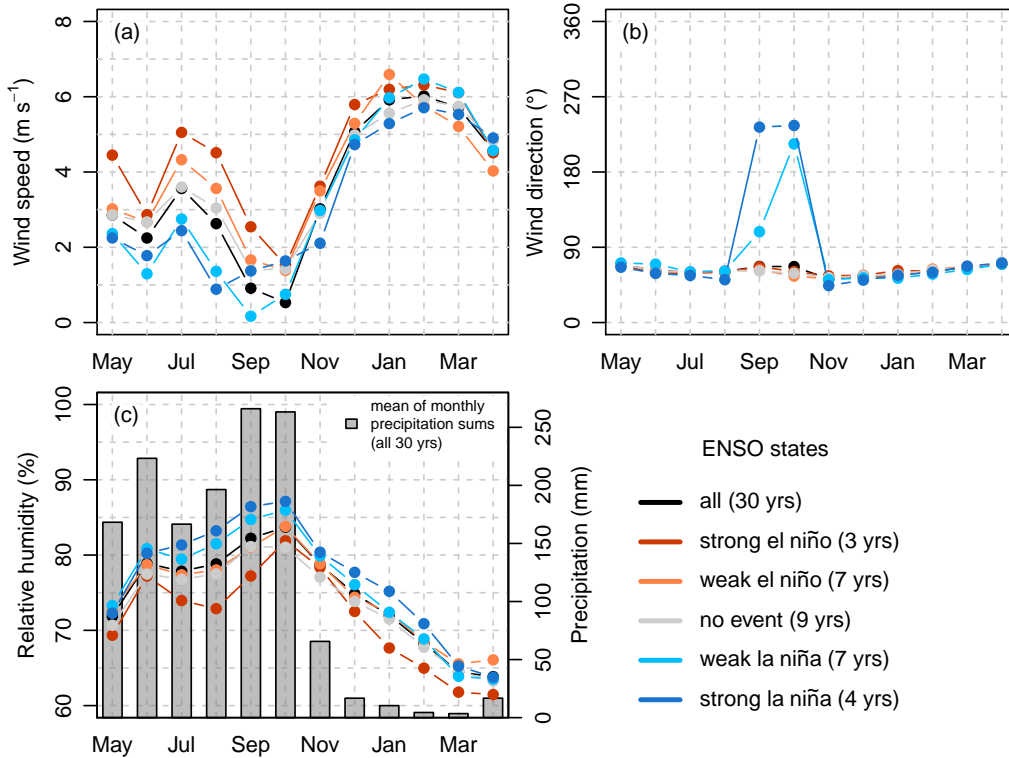 (a)
Wind speed (m s⁻¹)
8
6
4
2
0
May Jul Sep Nov Jan Mar
(b)
Wind direction (°)
360
270
180
90
0
May Jul Sep Nov Jan Mar
(c)
mean of monthly
precipitation sums
(all 30 yrs)
Relative humidity (%)
100
90
80
70
60
Precipitation (mm)
250
200
150
100
50
0
May Jul Sep Nov Jan Mar
ENSO states
all (30 yrs)
strong el niño (3 yrs)
weak el niño (7 yrs)
no event (9 yrs)
weak la niña (7 yrs)
strong la niña (4 yrs)